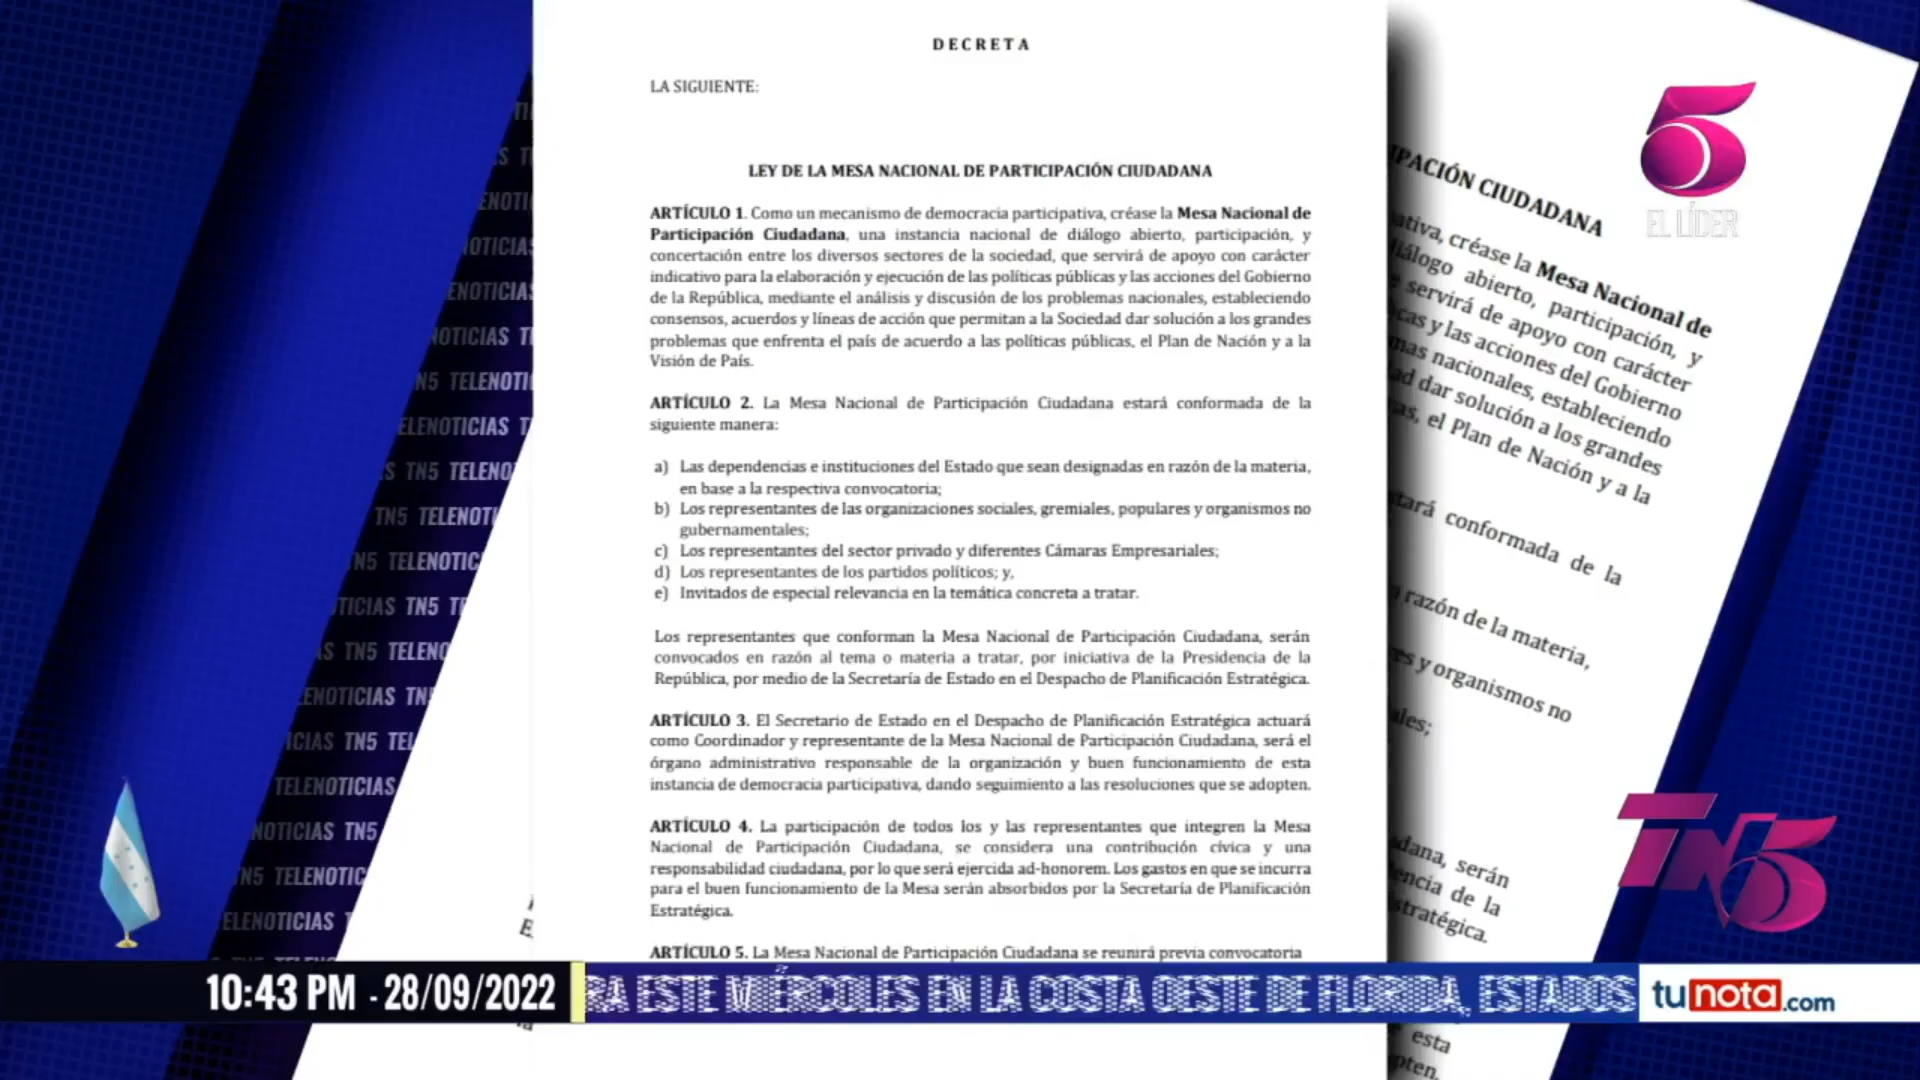 DECRETA
LA SIGUIENTE:
LEY DE LA MESA NACIONAL DE PARTICIPACIÓN CIUDADANA
ARTÍCULO 1. Como un mecanismo de democracia participativa, créase la Mesa Nacional de
Participación Ciudadana, una instancia nacional de diálogo abierto, participación, y
concertación entre los diversos sectores de la sociedad, que servirá de apoyo con carácter
indicativo para la elaboración y ejecución de las políticas públicas y las acciones del Gobierno
de la República, mediante el análisis y discusión de los problemas nacionales, estableciendo
consensos, acuerdos y líneas de acción que permitan a la Sociedad dar solución a los grandes
problemas que enfrenta el país de acuerdo a las políticas públicas, el Plan de Nación y a la
Visión de País.
ARTÍCULO 2. La Mesa Nacional de Participación Ciudadana estará conformada de la
siguiente manera:
a) Las dependencias e instituciones del Estado que sean designadas en razón de la materia,
en base a la respectiva convocatoria;
b) Los representantes de las organizaciones sociales, gremiales, populares y organismos no
gubernamentales;
c) Los representantes del sector privado y diferentes Cámaras Empresariales;
d) Los representantes de los partidos políticos; y,
e) Invitados de especial relevancia en la temática concreta a tratar.
Los representantes que conforman la Mesa Nacional de Participación Ciudadana, serán
convocados en razón al tema o materia a tratar, por iniciativa de la Presidencia de la
República, por medio de la Secretaría de Estado en el Despacho de Planificación Estratégica.
ARTÍCULO 3. El Secretario de Estado en el Despacho de Planificación Estratégica actuará
como Coordinador y representante de la Mesa Nacional de Participación Ciudadana, será el
órgano administrativo responsable de la organización y buen funcionamiento de esta
instancia de democracia participativa, dando seguimiento a las resoluciones que se adopten.
ARTÍCULO 4. La participación de todos los y las representantes que integren la Mesa
Nacional de Participación Ciudadana, se considera una contribución cívica y una
responsabilidad ciudadana, por lo que será ejercida ad-honorem. Los gastos en que se incurra
para el buen funcionamiento de la Mesa serán absorbidos por la Secretaría de Planificación
Estratégica.
ARTÍCULO 5. La Mesa Nacional de Participación Ciudadana se reunirá previa convocatoria
5
EL LÍDER
TN5
10:43 PM - 28/09/2022
RA ESTE MIÉRCOLES EN LA COSTA OESTE DE FLORIDA, ESTADOS
tunota.com